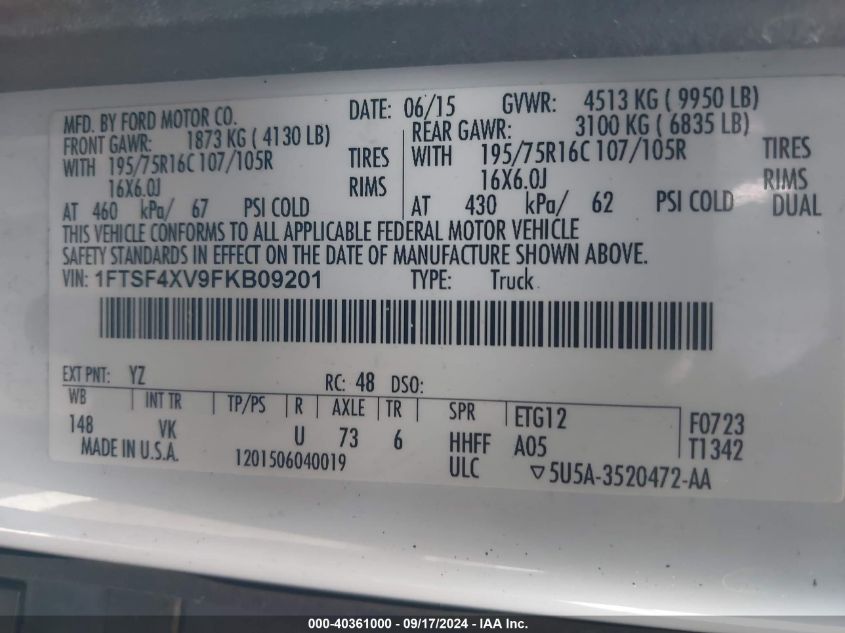 MFD. BY FORD MOTOR CO. DATE: 06/15 GVWR: 4513 KG ( 9950 LB)
FRONT GAWR: 1873 KG ( 4130 LB) REAR GAWR: 3100 KG ( 6835 LB)
WITH 195/75R16C 107/105R TIRES WITH 195/75R16C 107/105R TIRES
16X6.0J RIMS 16X6.0J RIMS
AT 460 kPa/ 67 PSI COLD AT 430 kPa/ 62 PSI COLD DUAL
THIS VEHICLE CONFORMS TO ALL APPLICABLE FEDERAL MOTOR VEHICLE
SAFETY STANDARDS IN EFFECT ON THE DATE OF MANUFACTURE SHOWN ABOVE.
VIN: 1FTSF4XV9FKB09201 TYPE: Truck
EXT PNT: YZ RC: 48 DSO:
WB INT TR TP/PS R AXLE TR SPR ETG12 F0723
148 VK U 73 6 HHFF A05 T1342
MADE IN U.S.A. 1201506040019 ULC ▽5U5A-3520472-AA
000-40361000 - 09/17/2024 - IAA Inc.